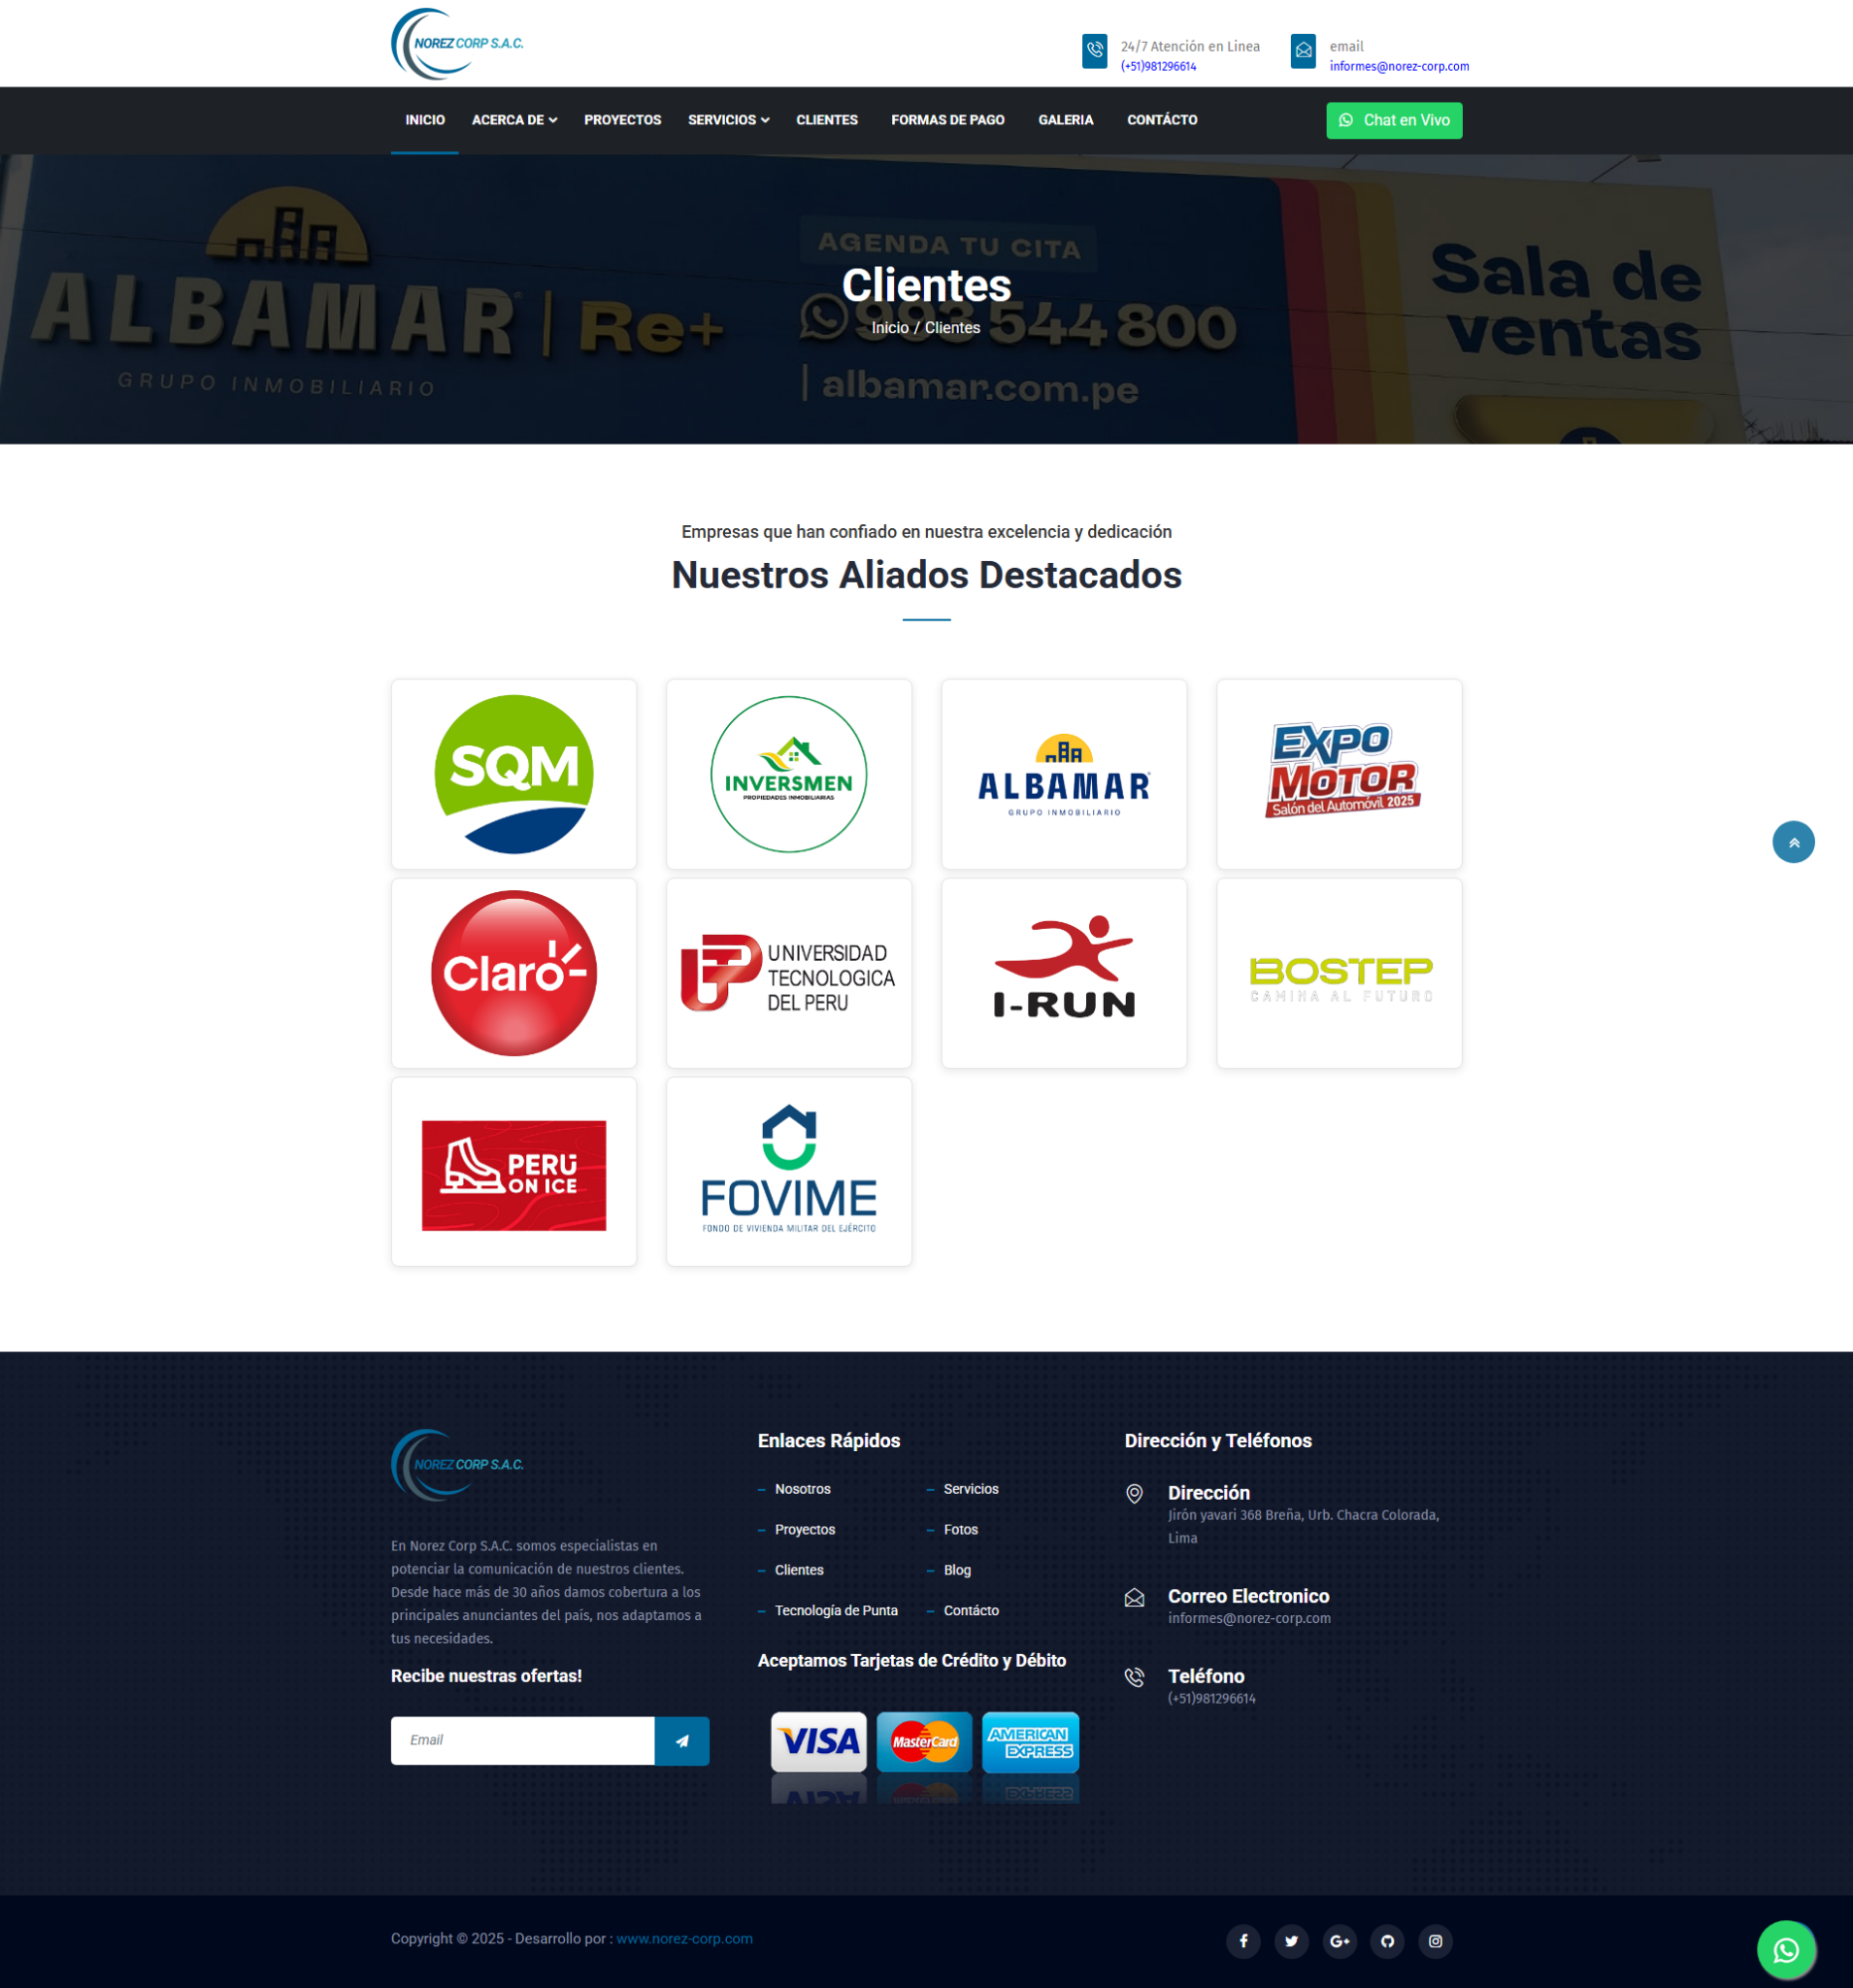 NOREZ CORP S.A.C.
24/7 Atención en Linea
(+51)981296614
email
informes@norez-corp.com
INICIO
ACERCA DE
PROYECTOS
SERVICIOS
CLIENTES
FORMAS DE PAGO
GALERIA
CONTÁCTO
Chat en Vivo
ALBAMAR | Re+
GRUPO INMOBILIARIO
AGENDA TU CITA
993 544 800
| albamar.com.pe
Sala de
ventas
Clientes
Inicio / Clientes
Empresas que han confiado en nuestra excelencia y dedicación
Nuestros Aliados Destacados
SQM
INVERSMEN
PROPIEDADES INMOBILIARIAS
ALBAMAR
GRUPO INMOBILIARIO
EXPO
MOTOR
Salón del Automóvil 2025
Claro
UTP
UNIVERSIDAD
TECNOLOGICA
DEL PERU
I-RUN
BOSTEP
CAMINA AL FUTURO
PERÚ
ON ICE
FOVIME
FONDO DE VIVIENDA MILITAR DEL EJÉRCITO
NOREZ CORP S.A.C.
En Norez Corp S.A.C. somos especialistas en
potenciar la comunicación de nuestros clientes.
Desde hace más de 30 años damos cobertura a los
principales anunciantes del país, nos adaptamos a
tus necesidades.
Recibe nuestras ofertas!
Email
Enlaces Rápidos
Nosotros
Servicios
Proyectos
Fotos
Clientes
Blog
Tecnología de Punta
Contácto
Aceptamos Tarjetas de Crédito y Débito
VISA
MasterCard
AMERICAN
EXPRESS
Dirección y Teléfonos
Dirección
Jirón yavari 368 Breña, Urb. Chacra Colorada,
Lima
Correo Electronico
informes@norez-corp.com
Teléfono
(+51)981296614
Copyright © 2025 - Desarrollo por : www.norez-corp.com